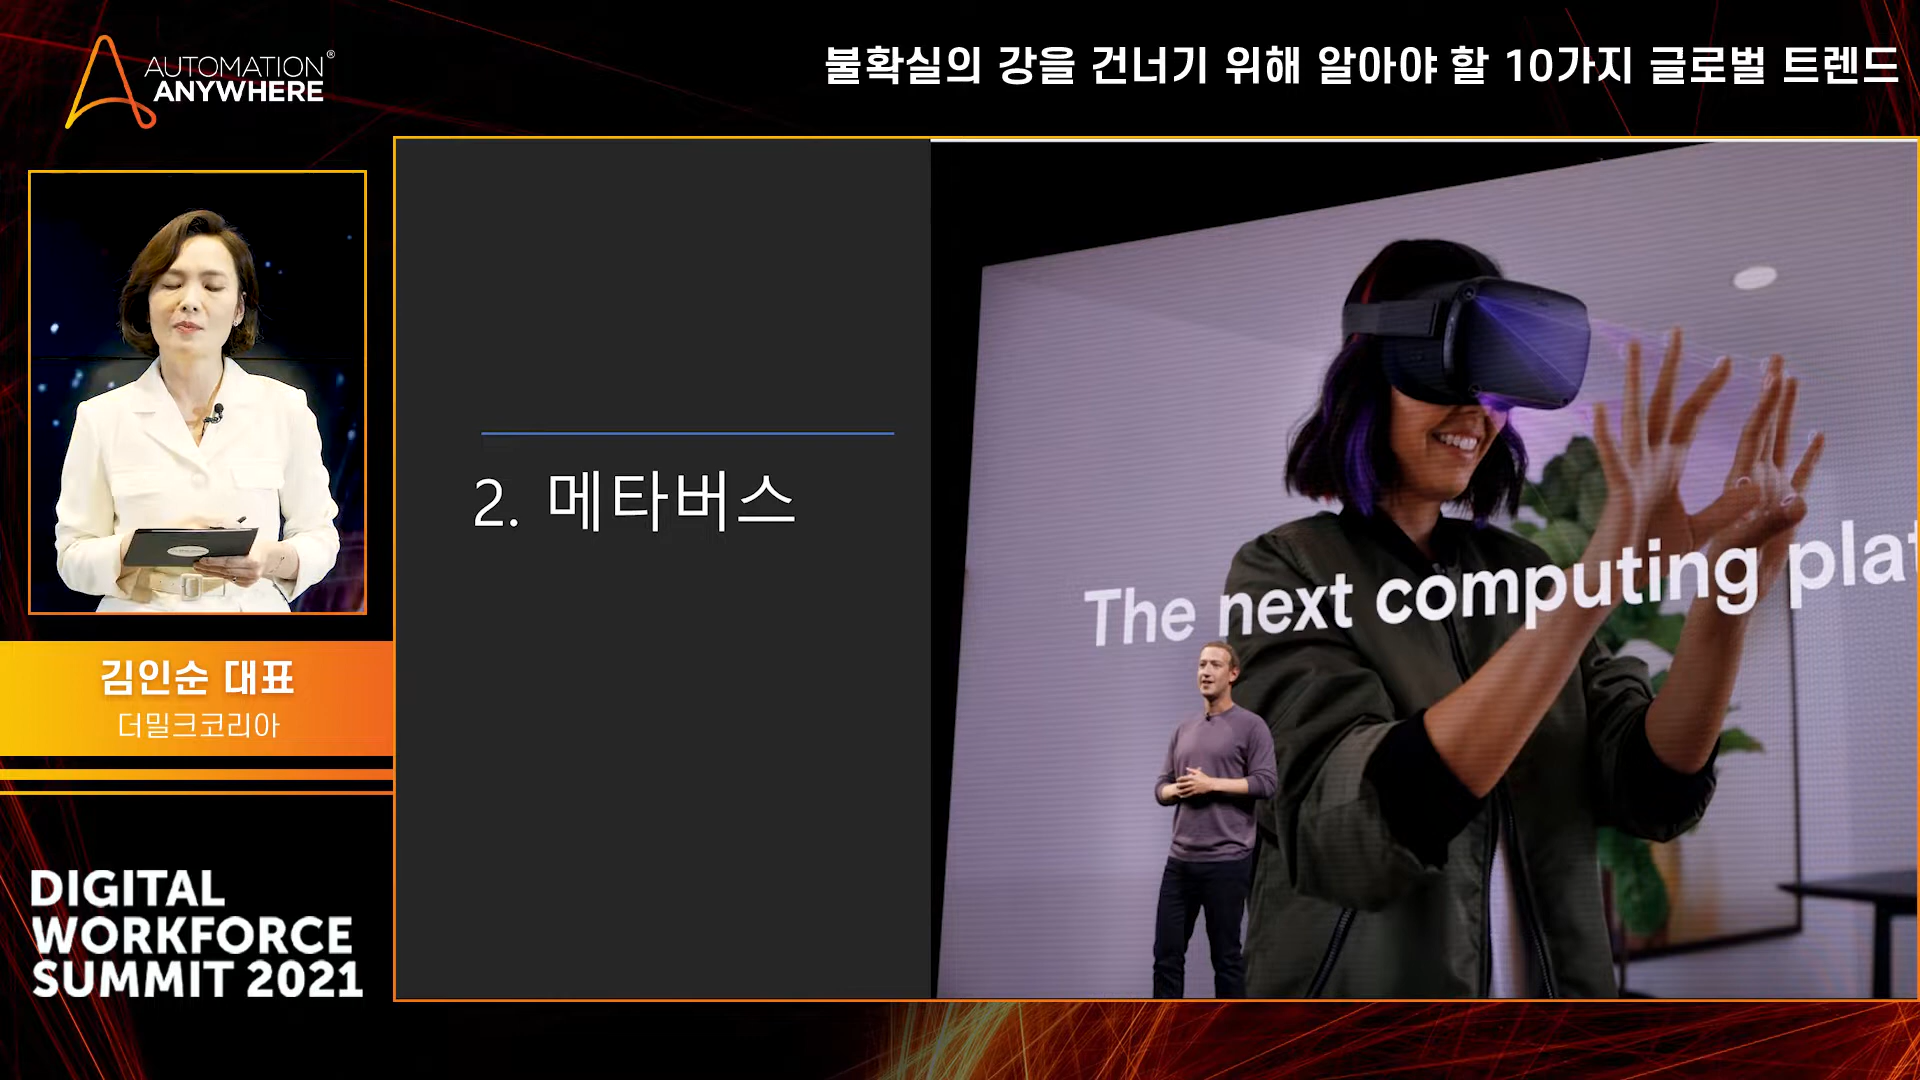 AUTOMATION®
ANYWHERE
불확실의 강을 건너기 위해 알아야 할 10가지 글로벌 트렌드
2. 메타버스
The next computing plat
김인순 대표
더밀크코리아
DIGITAL
WORKFORCE
SUMMIT 2021